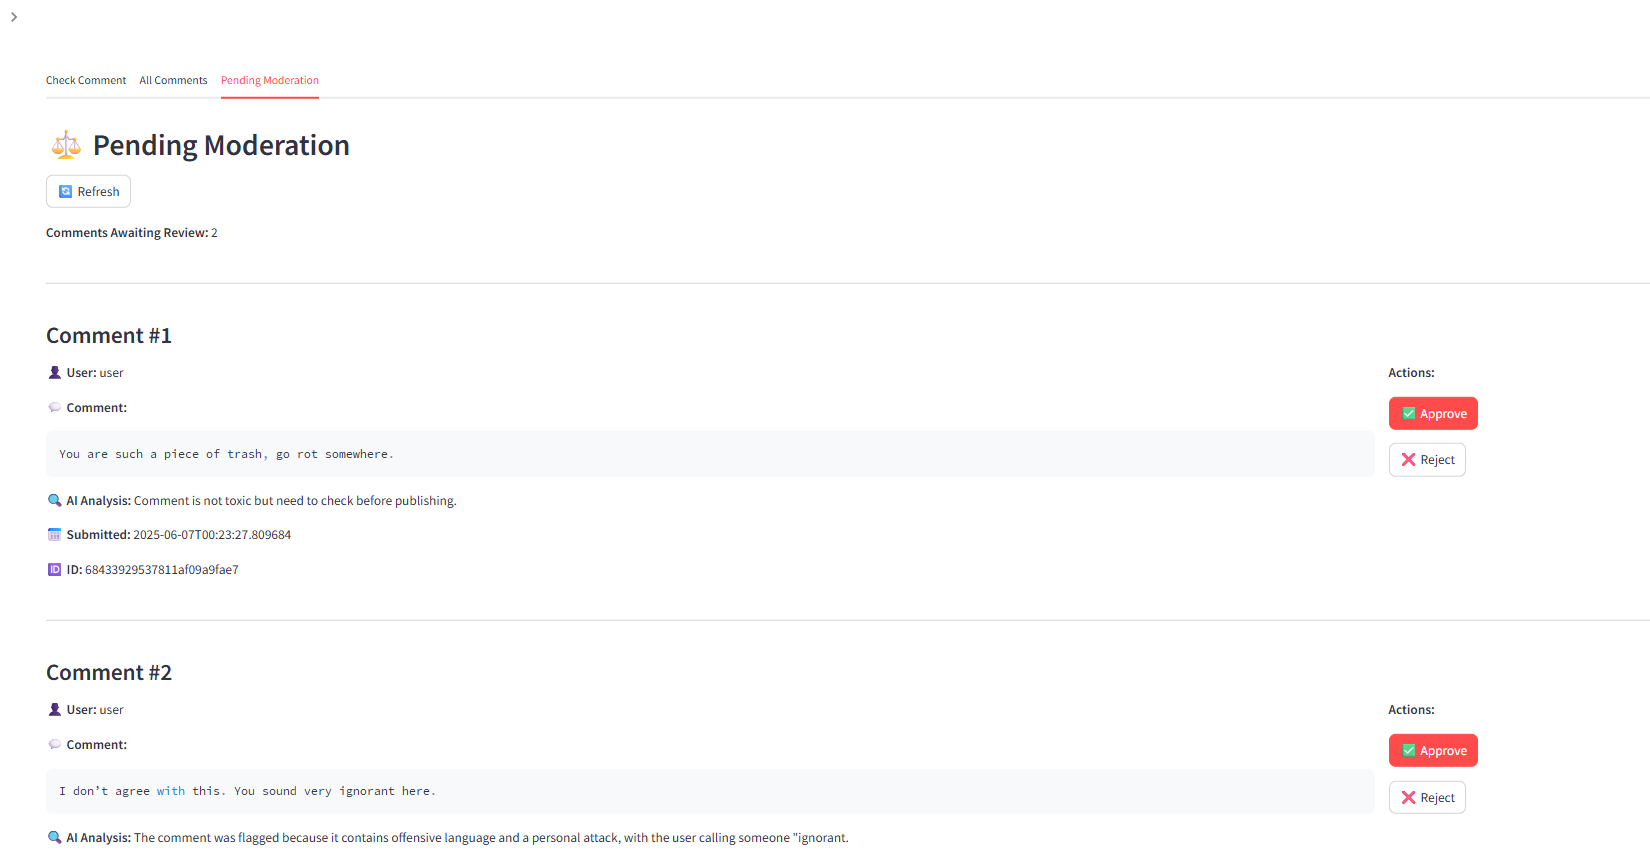 Check Comment All Comments Pending Moderation
Pending Moderation
Refresh
Comments Awaiting Review: 2
Comment #1
User: user
Actions:
Comment:
Approve
You are such a piece of trash, go rot somewhere.
Reject
AI Analysis: Comment is not toxic but need to check before publishing.
Submitted: 2025-06-07T00:23:27.809684
ID: 68433929537811af09a9fae7
Comment #2
User: user
Actions:
Comment:
Approve
I don’t agree with this. You sound very ignorant here.
Reject
AI Analysis: The comment was flagged because it contains offensive language and a personal attack, with the user calling someone "ignorant.